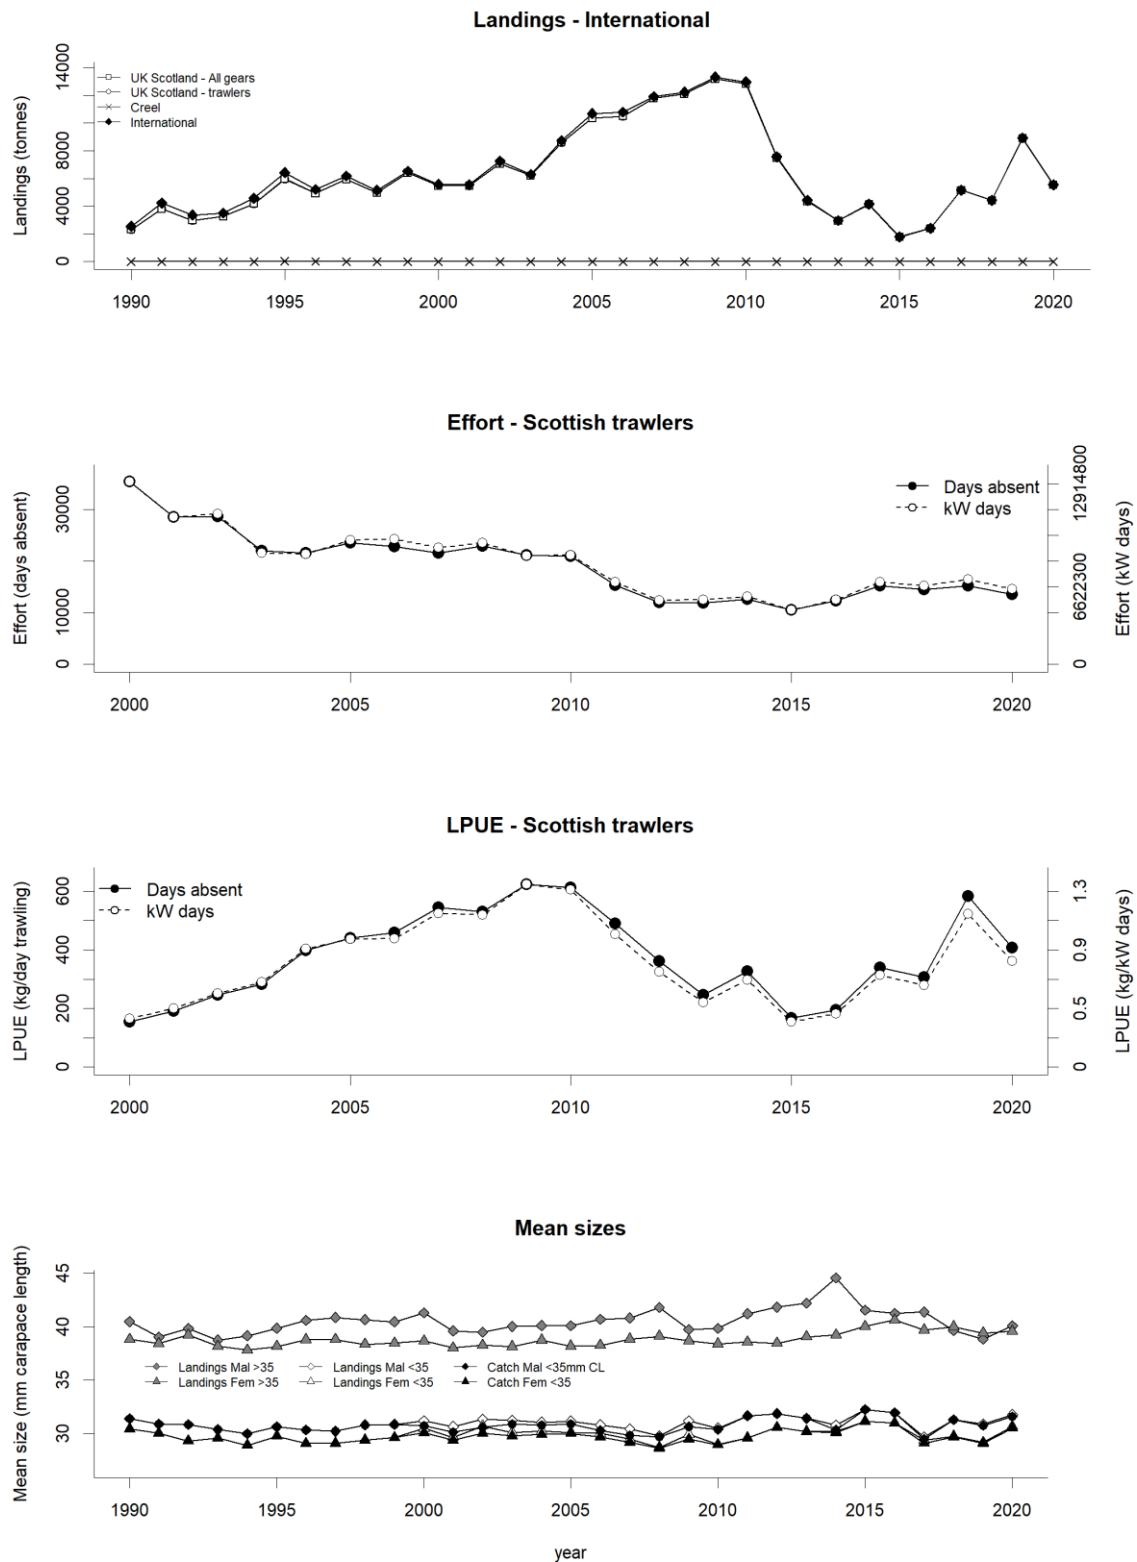 Landings - International
Landings (tonnes)
0 4000 8000 14000
UK Scotland - All gears
UK Scotland - trawlers
Creel
International
1990 1995 2000 2005 2010 2015 2020
Effort - Scottish trawlers
Effort (days absent)
0 10000 30000
Days absent
kW days
0 6622300 12914800
Effort (kW days)
2000 2005 2010 2015 2020
LPUE - Scottish trawlers
LPUE (kg/day trawling)
0 200 400 600
Days absent
kW days
0 0.5 0.9 1.3
LPUE (kg/kW days)
2000 2005 2010 2015 2020
Mean sizes
Mean size (mm carapace length)
30 35 40 45
Landings Mal >35 Landings Mal <35 Catch Mal <35mm CL
Landings Fem >35 Landings Fem <35 Catch Fem <35
1990 1995 2000 2005 2010 2015 2020
year